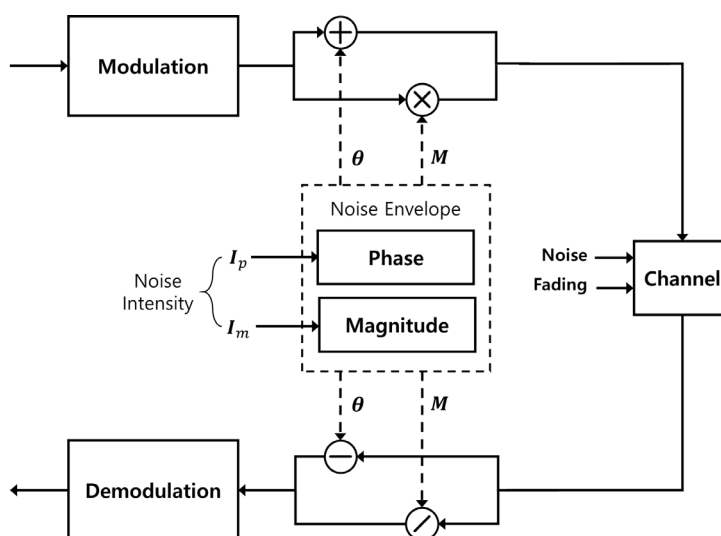 Modulation
+
×
θ
M
Noise Envelope
Phase
Magnitude
Noise
Intensity
I_p
I_m
Noise
Fading
Channel
θ
M
Demodulation
−
/